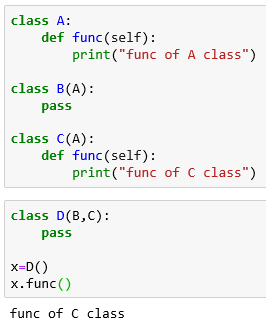 class A:
    def func(self):
        print("func of A class")
class B(A):
    pass
class C(A):
    def func(self):
        print("func of C class")
class D(B,C):
    pass
x=D()
x.func()
func of C class